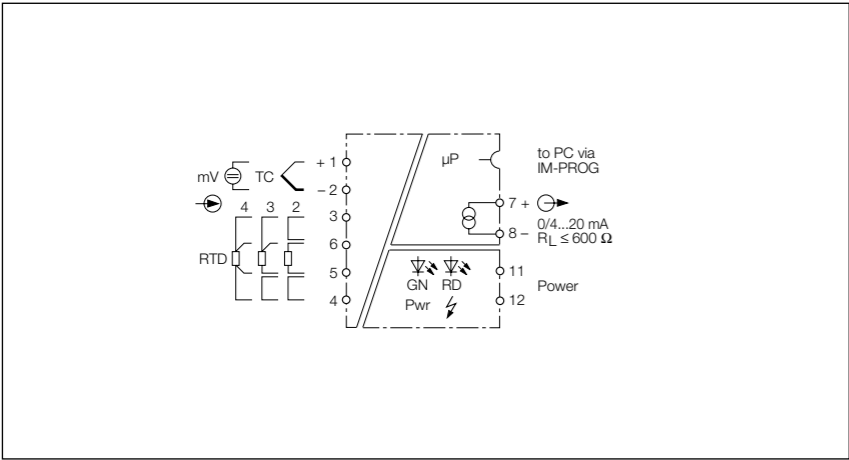 + 1
mV
TC
– 2
4 3 2
3
6
RTD
5
4
µP
to PC via
IM-PROG
7 +
0/4...20 mA
8 –
RL ≤ 600 Ω
GN RD
11
Pwr
Power
12